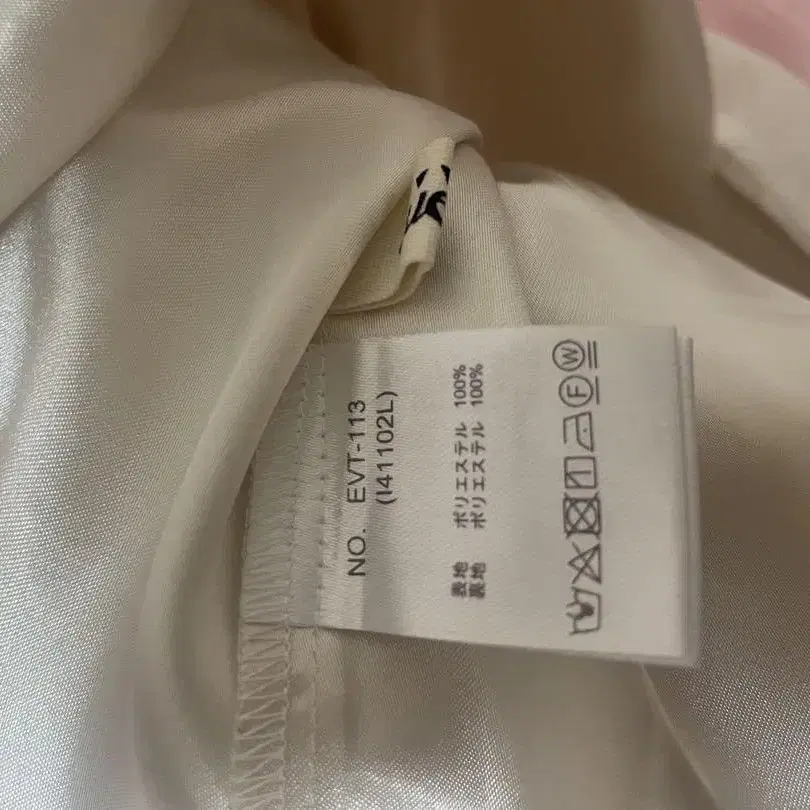 NO. EVT-113
(I41102L)
表地 ポリエステル 100%
裏地 ポリエステル 100%
F W